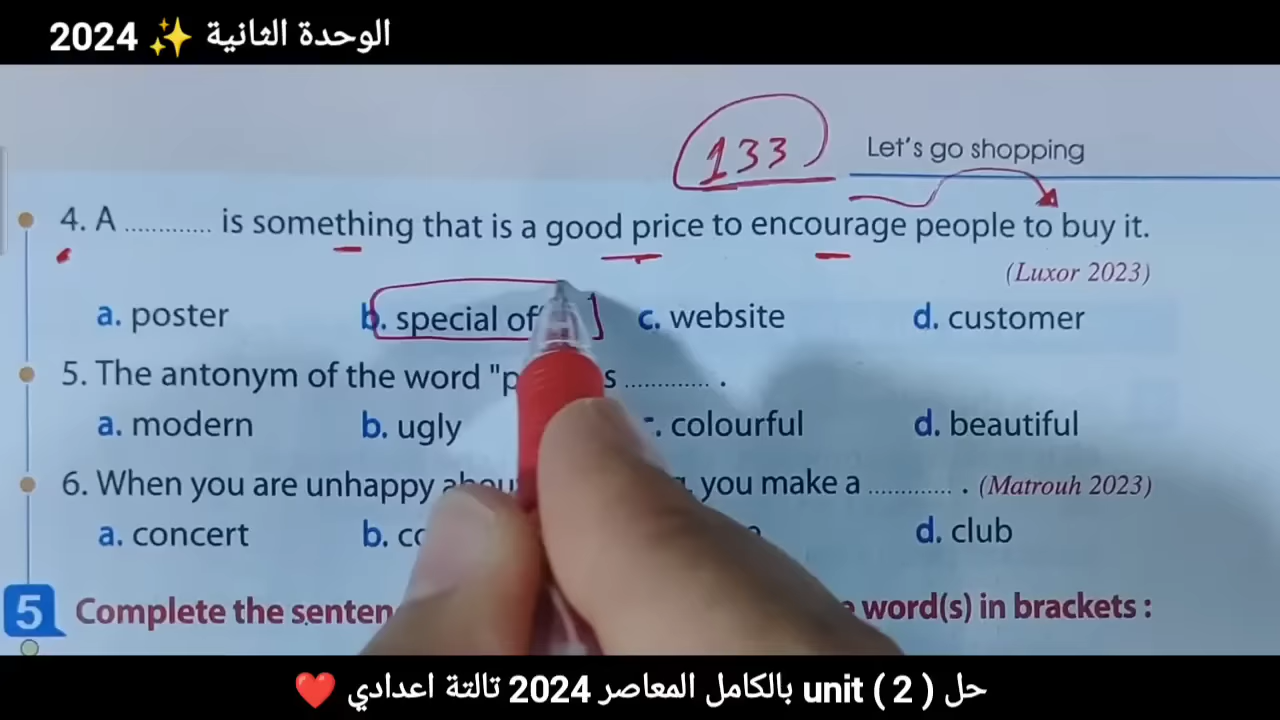 الوحدة الثانية ✨ 2024
133
Let's go shopping
4. A ............. is something that is a good price to encourage people to buy it.
(Luxor 2023)
a. poster b. special c. website d. customer
5. The antonym of the word ............. .
a. modern b. ugly c. colourful d. beautiful
6. When you are unhappy you make a ............. . (Matrouh 2023)
a. concert b. d. club
5 Complete the word(s) in brackets :
حل unit ( 2 ) بالكامل المعاصر 2024 تالتة اعدادي ❤️